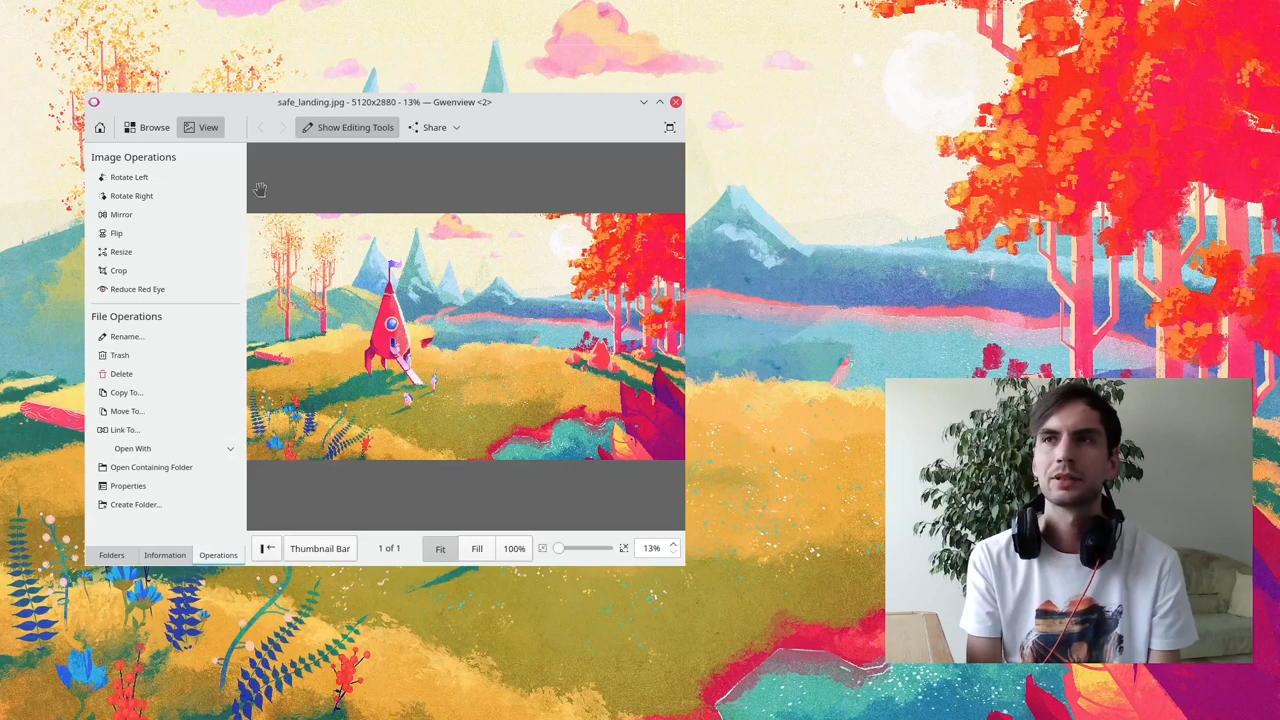 safe_landing.jpg - 5120x2880 - 13% — Gwenview <2>
Browse View Show Editing Tools Share
Image Operations
Rotate Left
Rotate Right
Mirror
Flip
Resize
Crop
Reduce Red Eye
File Operations
Rename...
Trash
Delete
Copy To...
Move To...
Link To...
Open With
Open Containing Folder
Properties
Create Folder...
Folders Information Operations
Thumbnail Bar 1 of 1 Fit Fill 100% 13%